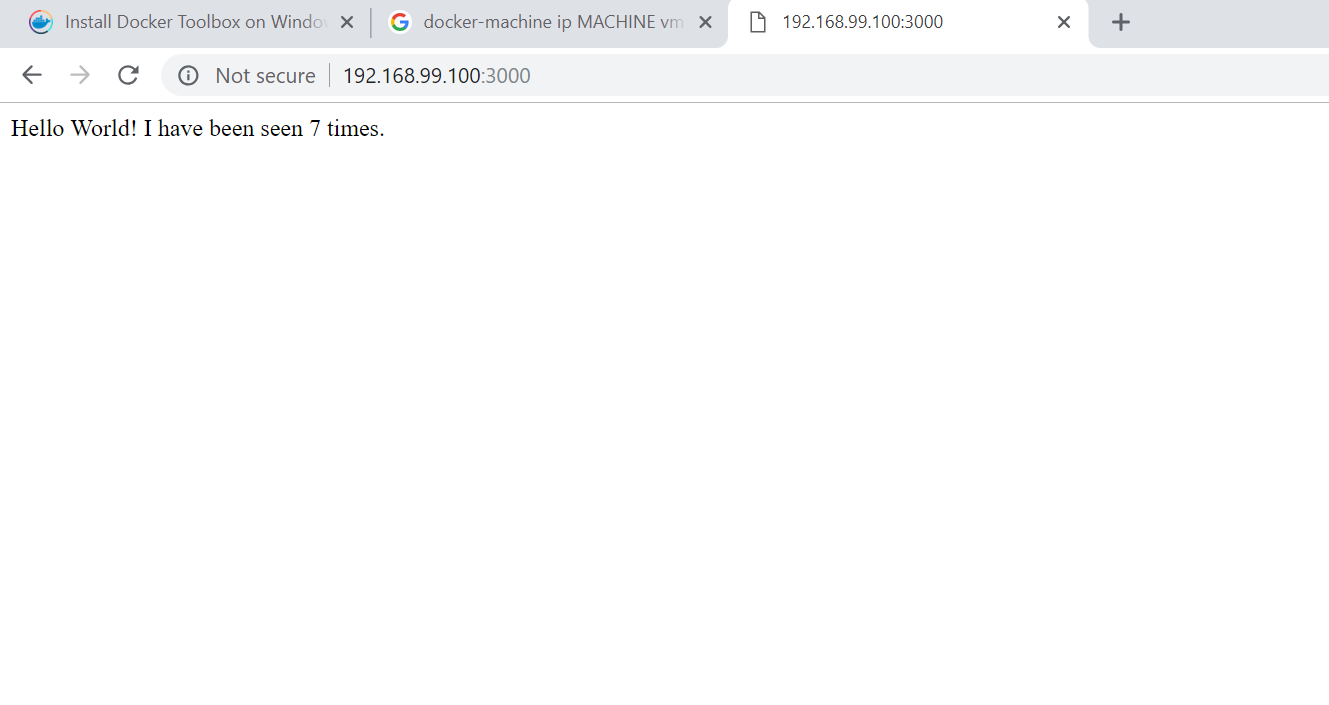 Install Docker Toolbox on Window
docker-machine ip MACHINE vm
192.168.99.100:3000
Not secure
192.168.99.100:3000
Hello World! I have been seen 7 times.